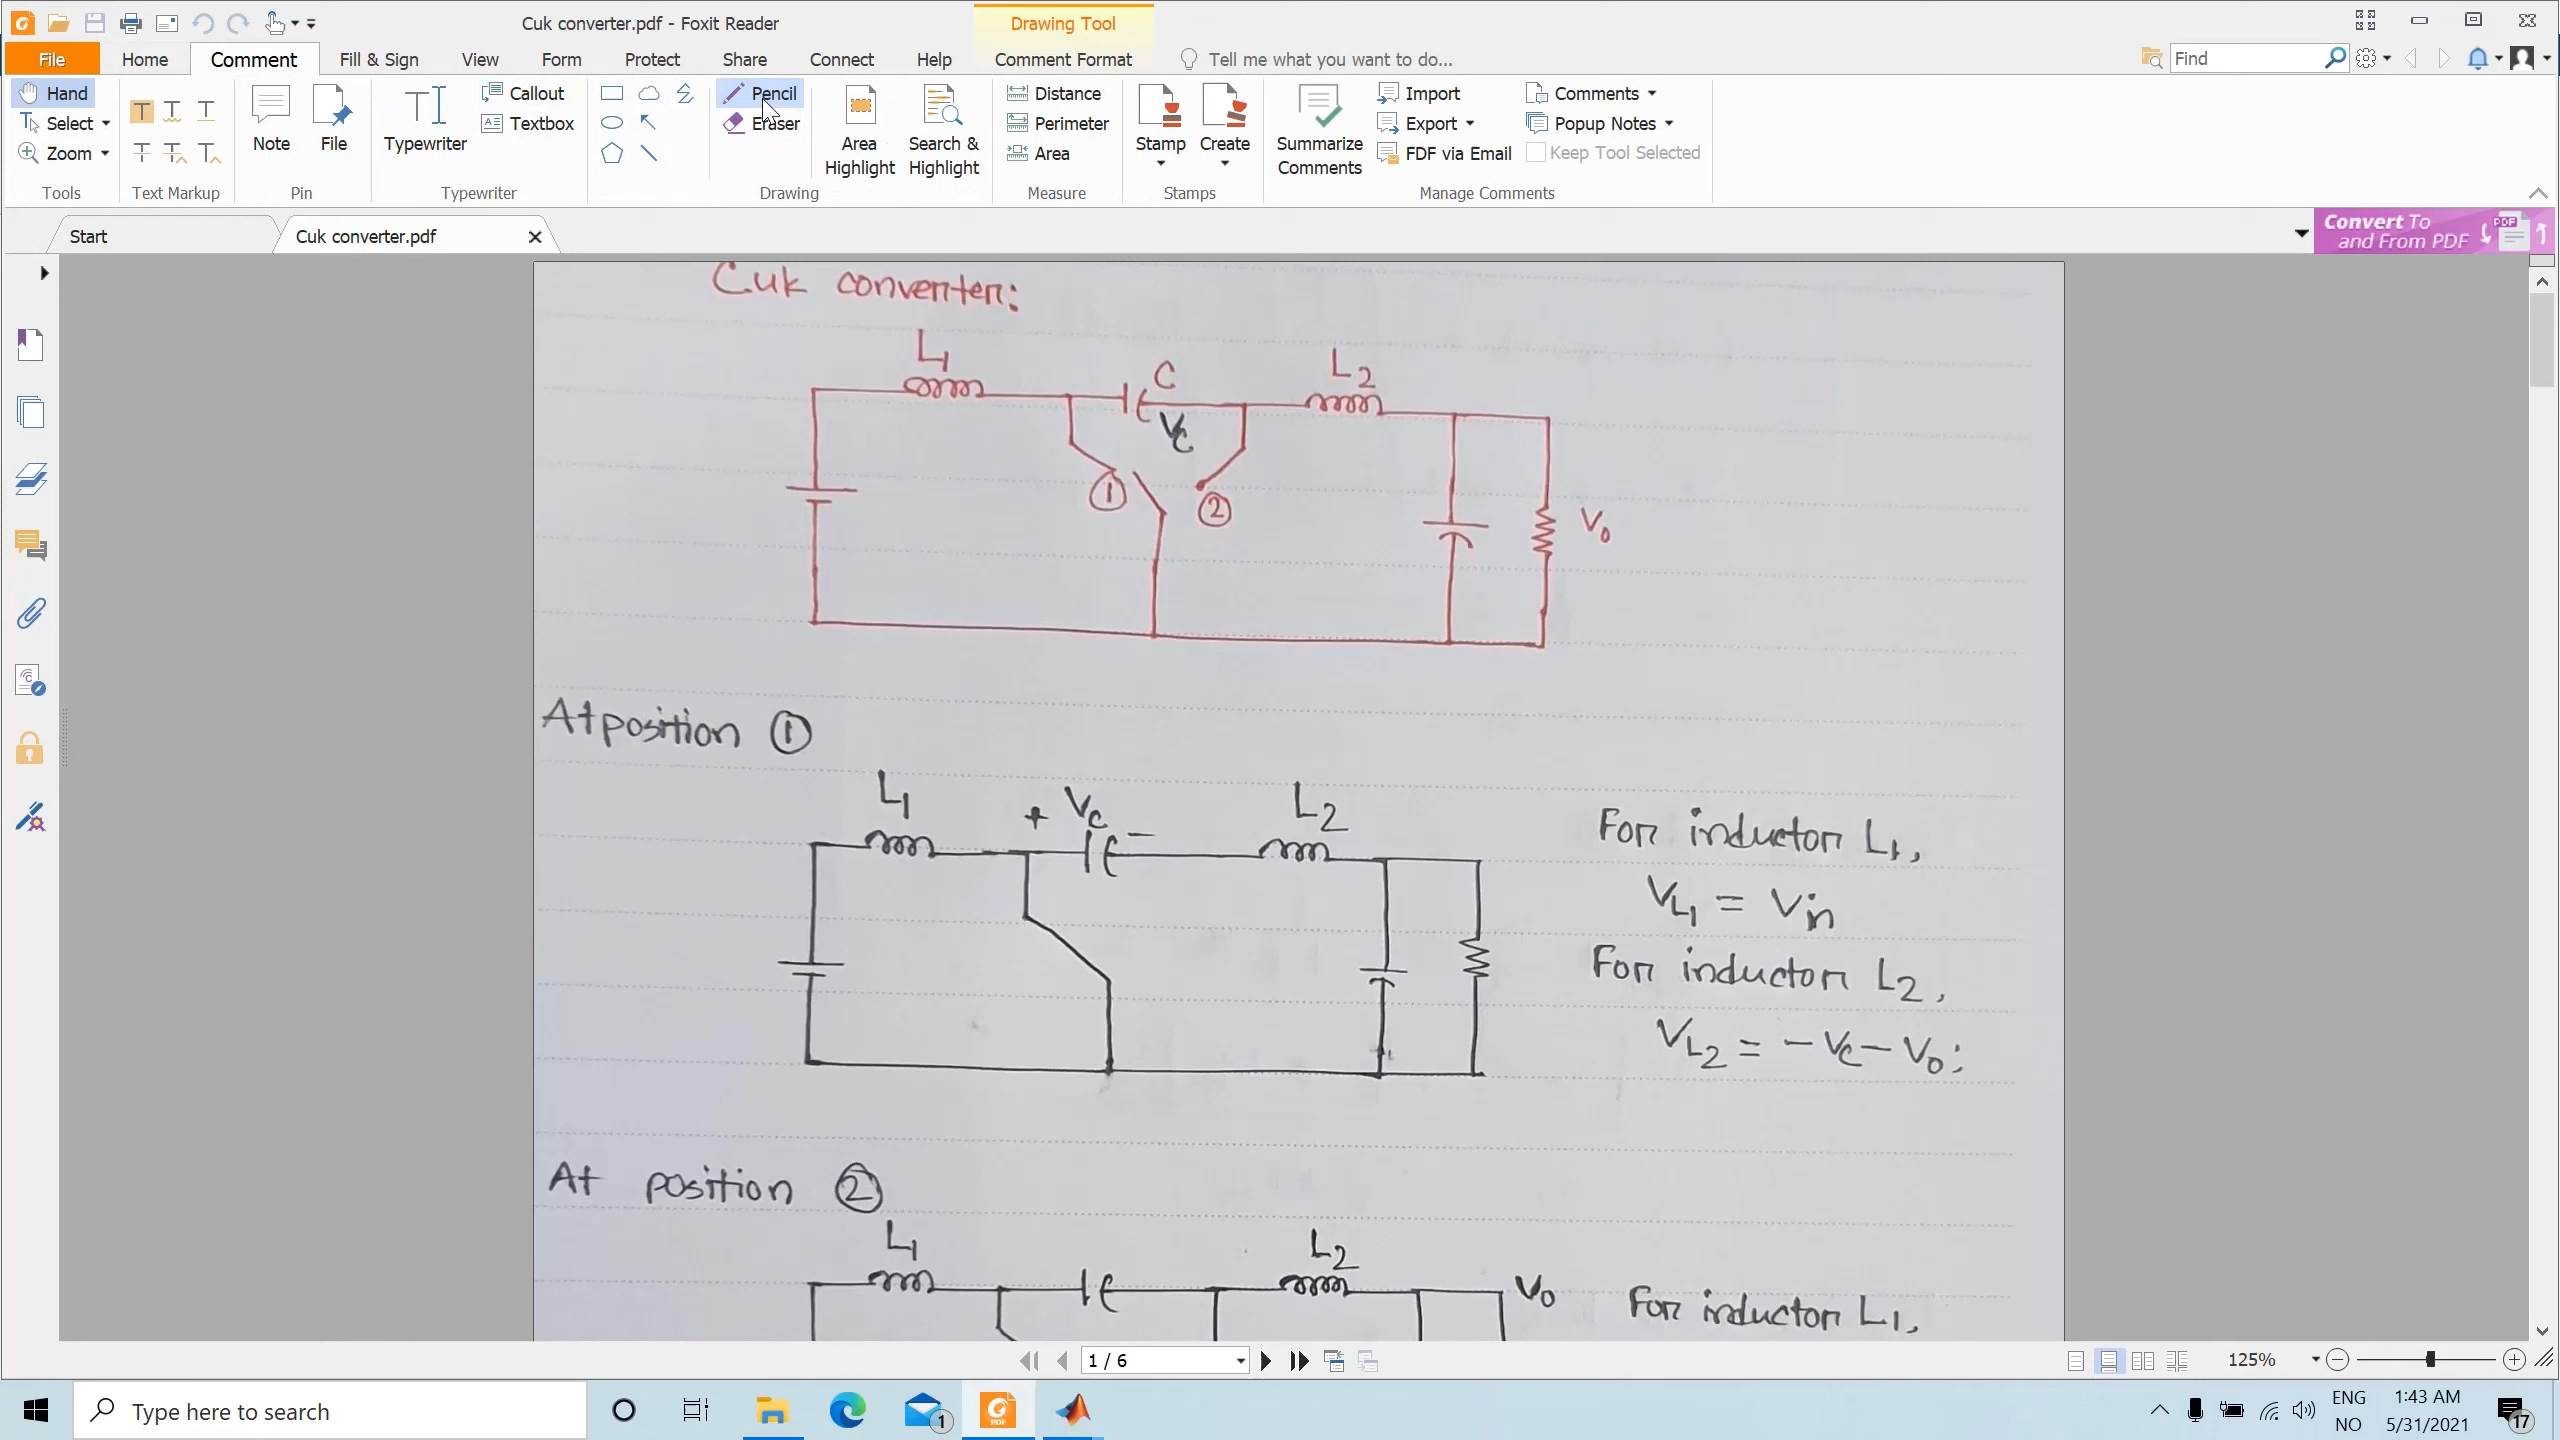 Cuk converter.pdf - Foxit Reader
Drawing Tool
File
Home
Comment
Fill & Sign
View
Form
Protect
Share
Connect
Help
Comment Format
Tell me what you want to do...
Find
Hand
Select
Zoom
Tools
Text Markup
Note
File
Pin
Typewriter
Callout
Textbox
Typewriter
Pencil
Eraser
Area Highlight
Search & Highlight
Drawing
Distance
Perimeter
Area
Measure
Stamp
Create
Stamps
Summarize Comments
Import
Export
FDF via Email
Comments
Popup Notes
Keep Tool Selected
Manage Comments
Start
Cuk converter.pdf
Convert To
and From PDF
PDF
Cuk converter:
L1
C
L2
Vc
1
2
Vo
At position 1
L1
+ Vc -
L2
For inductor L1,
VL1 = Vin
For inductor L2,
VL2 = - Vc - Vo;
At position 2
L1
L2
Vo
For inductor L1,
1 / 6
125%
Type here to search
1
PDF
ENG
NO
1:43 AM
5/31/2021
17